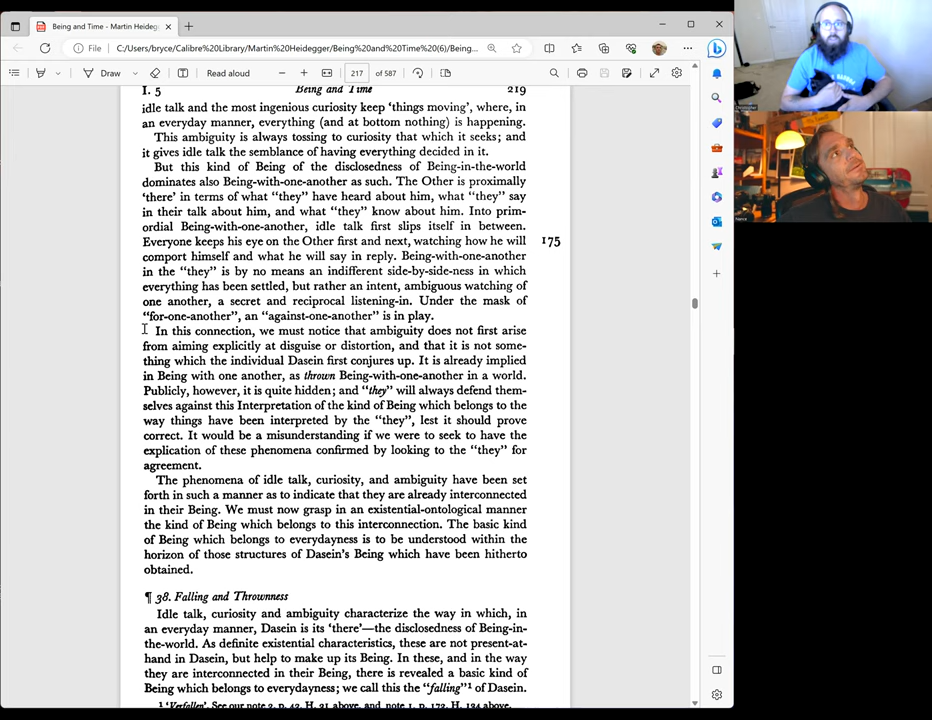 Being and Time - Martin Heideg
File
C:/Users/bryce/Calibre%20Library/Martin%20Heidegger/Being%20and%20Time%20(6)/Being...
Draw
Read aloud
217
of 587
I. 5
Being and Time
219
idle talk and the most ingenious curiosity keep ‘things moving’, where, in
an everyday manner, everything (and at bottom nothing) is happening.
This ambiguity is always tossing to curiosity that which it seeks; and
it gives idle talk the semblance of having everything decided in it.
But this kind of Being of the disclosedness of Being-in-the-world
dominates also Being-with-one-another as such. The Other is proximally
‘there’ in terms of what “they” have heard about him, what “they” say
in their talk about him, and what “they” know about him. Into prim-
ordial Being-with-one-another, idle talk first slips itself in between.
Everyone keeps his eye on the Other first and next, watching how he will
175
comport himself and what he will say in reply. Being-with-one-another
in the “they” is by no means an indifferent side-by-side-ness in which
everything has been settled, but rather an intent, ambiguous watching of
one another, a secret and reciprocal listening-in. Under the mask of
“for-one-another”, an “against-one-another” is in play.
In this connection, we must notice that ambiguity does not first arise
from aiming explicitly at disguise or distortion, and that it is not some-
thing which the individual Dasein first conjures up. It is already implied
in Being with one another, as thrown Being-with-one-another in a world.
Publicly, however, it is quite hidden; and “they” will always defend them-
selves against this Interpretation of the kind of Being which belongs to the
way things have been interpreted by the “they”, lest it should prove
correct. It would be a misunderstanding if we were to seek to have the
explication of these phenomena confirmed by looking to the “they” for
agreement.
The phenomena of idle talk, curiosity, and ambiguity have been set
forth in such a manner as to indicate that they are already interconnected
in their Being. We must now grasp in an existential-ontological manner
the kind of Being which belongs to this interconnection. The basic kind
of Being which belongs to everydayness is to be understood within the
horizon of those structures of Dasein’s Being which have been hitherto
obtained.
¶ 38. Falling and Thrownness
Idle talk, curiosity and ambiguity characterize the way in which, in
an everyday manner, Dasein is its ‘there’—the disclosedness of Being-in-
the-world. As definite existential characteristics, these are not present-at-
hand in Dasein, but help to make up its Being. In these, and in the way
they are interconnected in their Being, there is revealed a basic kind of
Being which belongs to everydayness; we call this the “falling”¹ of Dasein.
¹ ‘Verfallen’. See our note 2, p. 42, H. 21 above, and note 1, p. 172, H. 134 above.